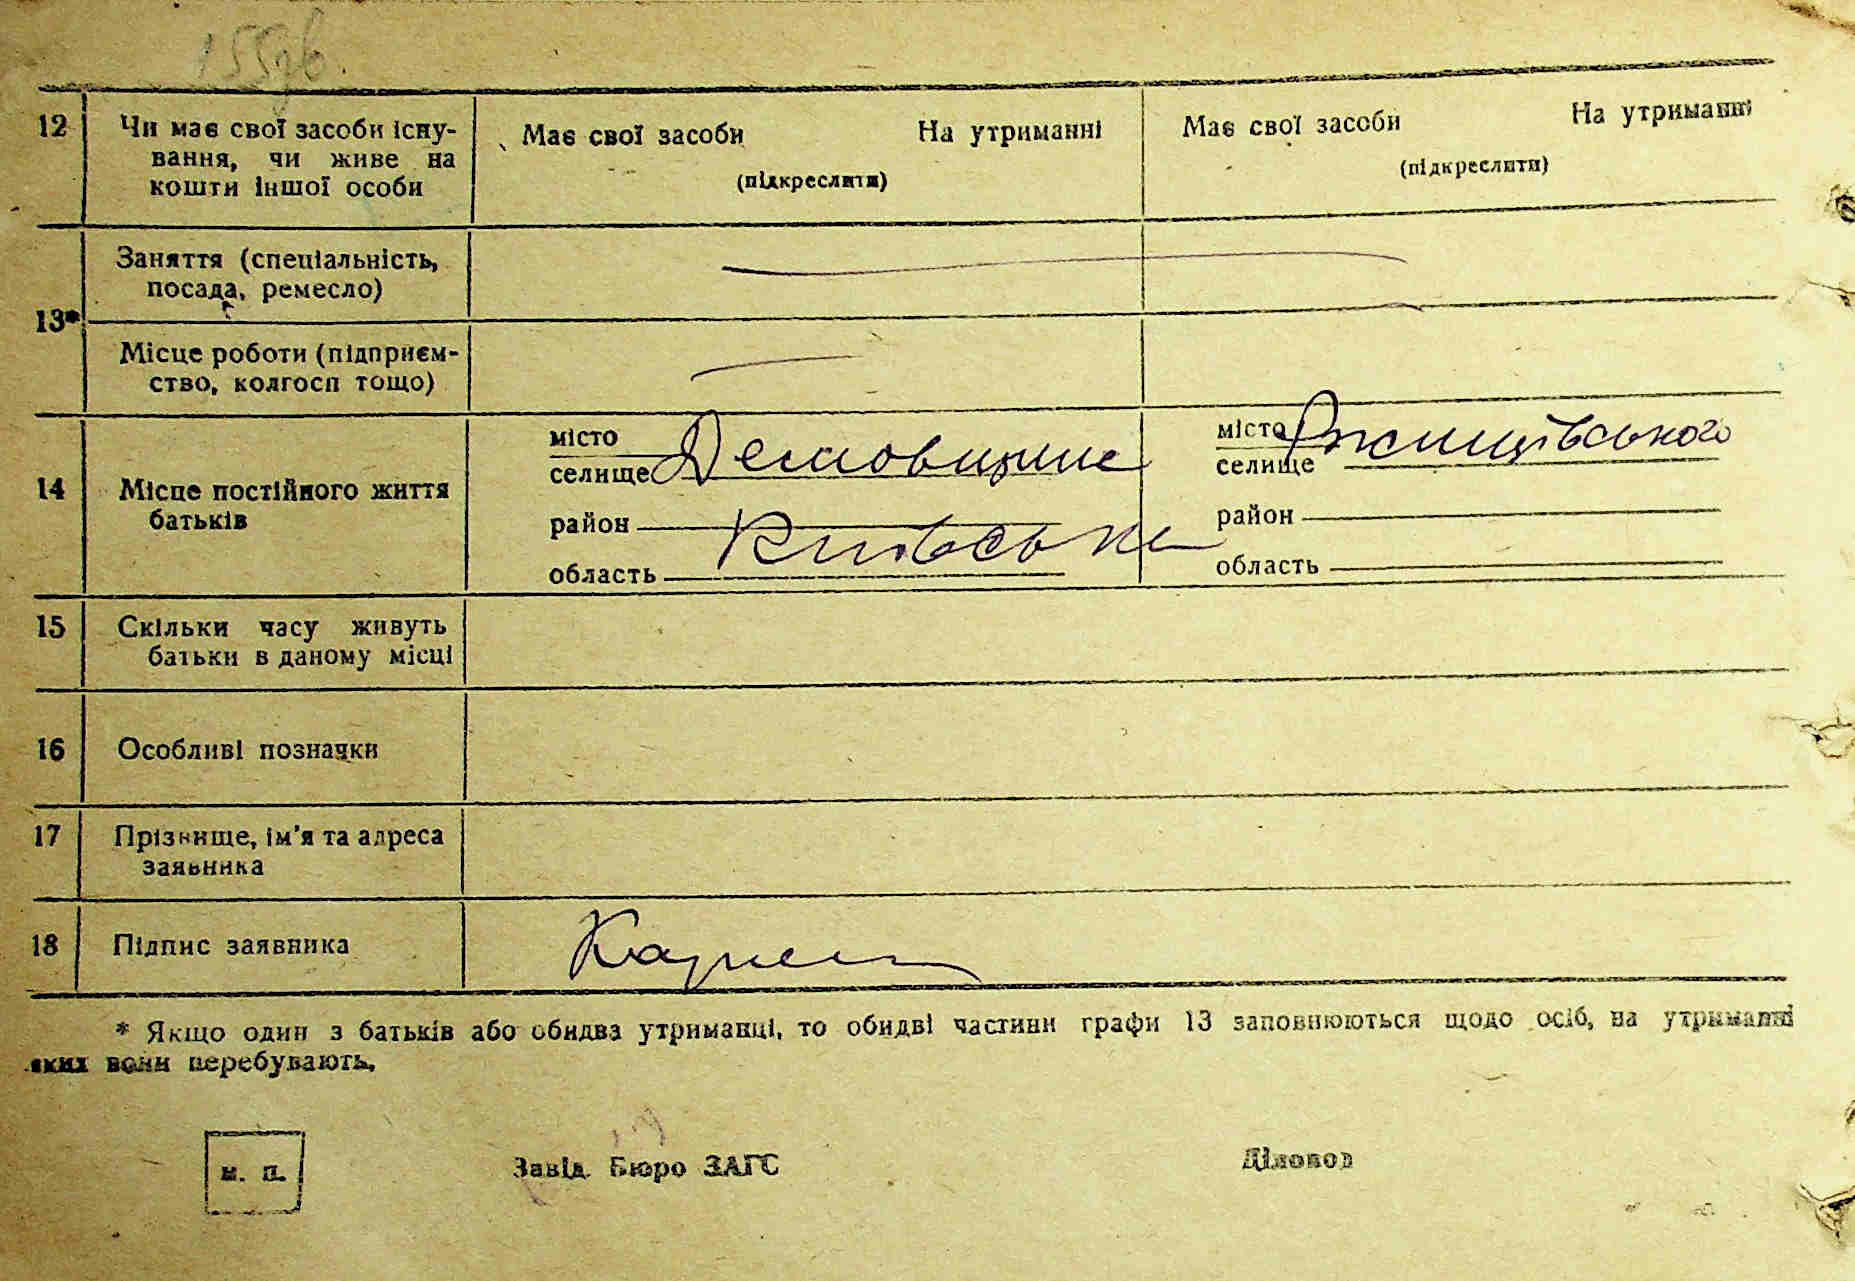 155зв.
12 Чи має свої засоби існу-
вання, чи живе на
кошти іншої особи
Має свої засоби На утриманні
(підкреслити)
Має свої засоби На утриманні
(підкреслити)
13*
Заняття (спеціальність,
посада, ремесло)
Місце роботи (підприєм-
ство, колгосп тощо)
14 Місце постійного життя
батьків
місто
селище
район
область Київська
місто Ржищівського
селище
район
область
15 Скільки часу живуть
батьки в даному місці
16 Особливі позначки
17 Прізвище, ім'я та адреса
заявника
18 Підпис заявника
* Якщо один з батьків або обидва утриманці, то обидві частини графи 13 заповнюються щодо осіб, на утриманні
яких вони перебувають.
м. п. Завід. Бюро ЗАГС Діловод